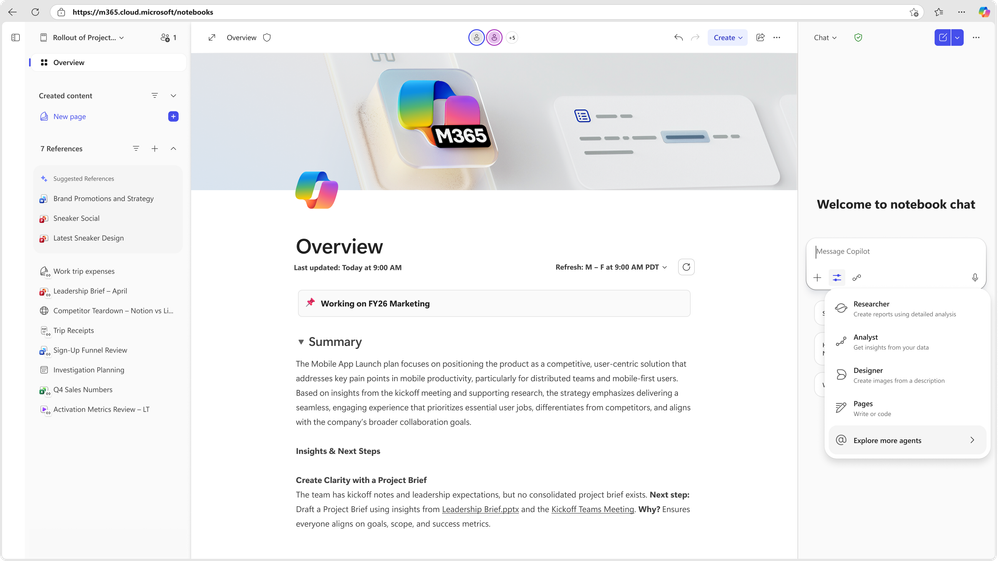 https://m365.cloud.microsoft/notebooks
Rollout of Project...
1
Overview
Created content
New page
7 References
Suggested References
Brand Promotions and Strategy
Sneaker Social
Latest Sneaker Design
Work trip expenses
Leadership Brief – April
Competitor Teardown – Notion vs Li...
Trip Receipts
Sign-Up Funnel Review
Investigation Planning
Q4 Sales Numbers
Activation Metrics Review – LT
Overview
+5
Create
M365
Overview
Last updated: Today at 9:00 AM
Refresh: M – F at 9:00 AM PDT
Working on FY26 Marketing
Summary
The Mobile App Launch plan focuses on positioning the product as a competitive, user-centric solution that
addresses key pain points in mobile productivity, particularly for distributed teams and mobile-first users.
Based on insights from the kickoff meeting and supporting research, the strategy emphasizes delivering a
seamless, engaging experience that prioritizes essential user jobs, differentiates from competitors, and aligns
with the company's broader collaboration goals.
Insights & Next Steps
Create Clarity with a Project Brief
The team has kickoff notes and leadership expectations, but no consolidated project brief exists. Next step:
Draft a Project Brief using insights from Leadership Brief.pptx and the Kickoff Teams Meeting. Why? Ensures
everyone aligns on goals, scope, and success metrics.
Chat
Welcome to notebook chat
Message Copilot
Researcher
Create reports using detailed analysis
Analyst
Get insights from your data
Designer
Create images from a description
Pages
Write or code
Explore more agents